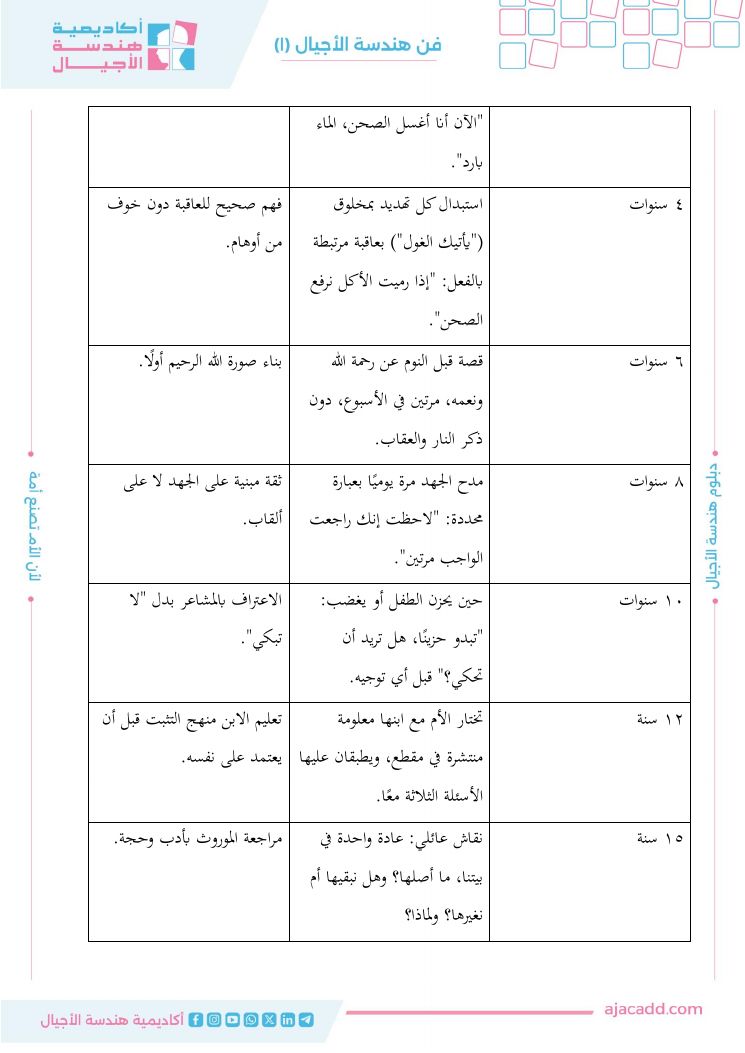 أكاديمية
هندسة
الأجيال
فن هندسة الأجيال (١)
"الآن أنا أغسل الصحن، الماء
بارد".
٤ سنوات
استبدال كل تهديد بمخلوق
("يأتيك الغول") بعاقبة مرتبطة
بالفعل: "إذا رميت الأكل نرفع
الصحن".
فهم صحيح للعاقبة دون خوف
من أوهام.
٦ سنوات
قصة قبل النوم عن رحمة الله
ونعمه، مرتين في الأسبوع، دون
ذكر النار والعقاب.
بناء صورة الله الرحيم أولًا.
٨ سنوات
مدح الجهد مرة يوميًا بعبارة
محددة: "لاحظت إنك راجعت
الواجب مرتين".
ثقة مبنية على الجهد لا على
ألقاب.
١٠ سنوات
حين يحزن الطفل أو يغضب:
"تبدو حزينًا، هل تريد أن
تحكي؟" قبل أي توجيه.
الاعتراف بالمشاعر بدل "لا
تبكي".
١٢ سنة
تختار الأم مع ابنها معلومة
منتشرة في مقطع، ويطبقان عليها
الأسئلة الثلاثة معًا.
تعليم الابن منهج التثبت قبل أن
يعتمد على نفسه.
١٥ سنة
نقاش عائلي: عادة واحدة في
بيتنا، ما أصلها؟ وهل نبقيها أم
نغيرها؟ ولماذا؟
مراجعة الموروث بأدب وحجة.
دبلوم هندسة الأجيال
لأن الأم تصنع أمة
أكاديمية هندسة الأجيال
ajacadd.com